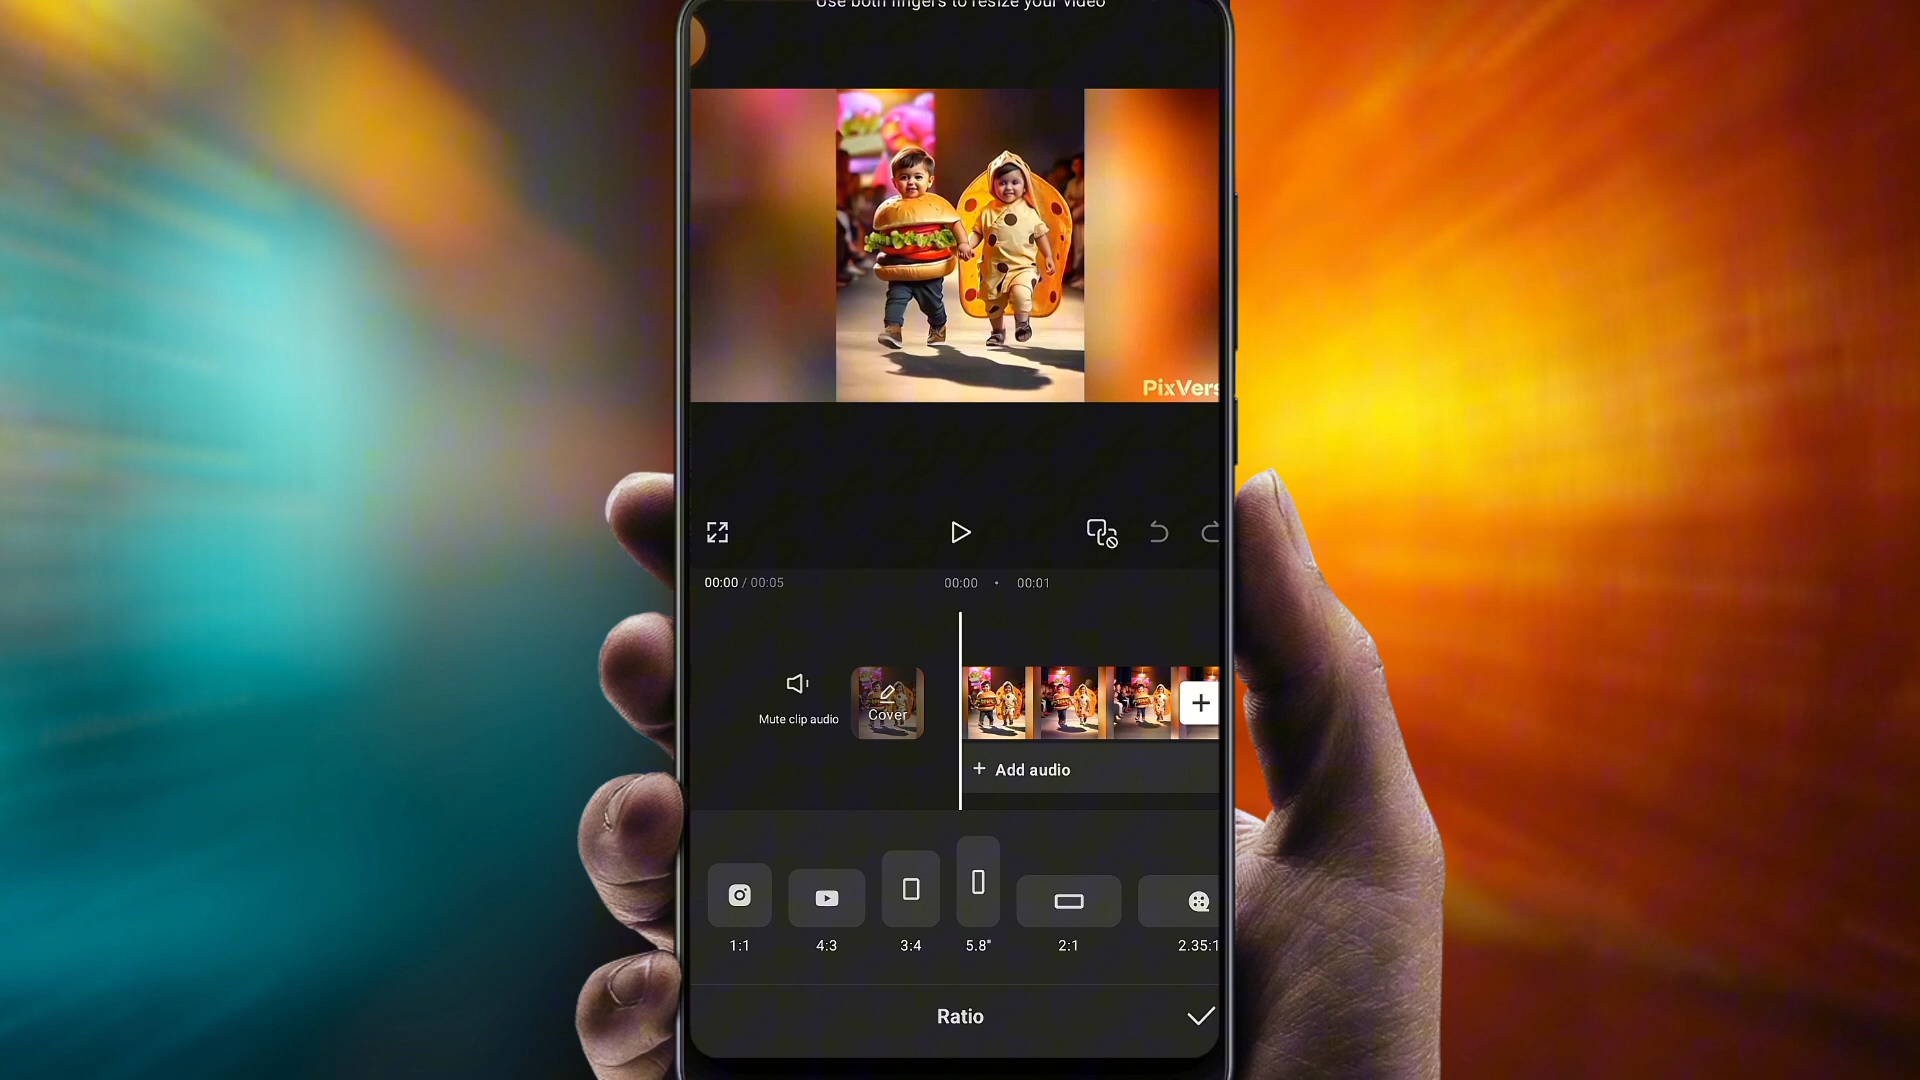 Use both fingers to resize your video
PixVers
00:00 / 00:05
00:00
00:01
Mute clip audio
Cover
+ Add audio
1:1
4:3
3:4
5.8"
2:1
2.35:1
Ratio